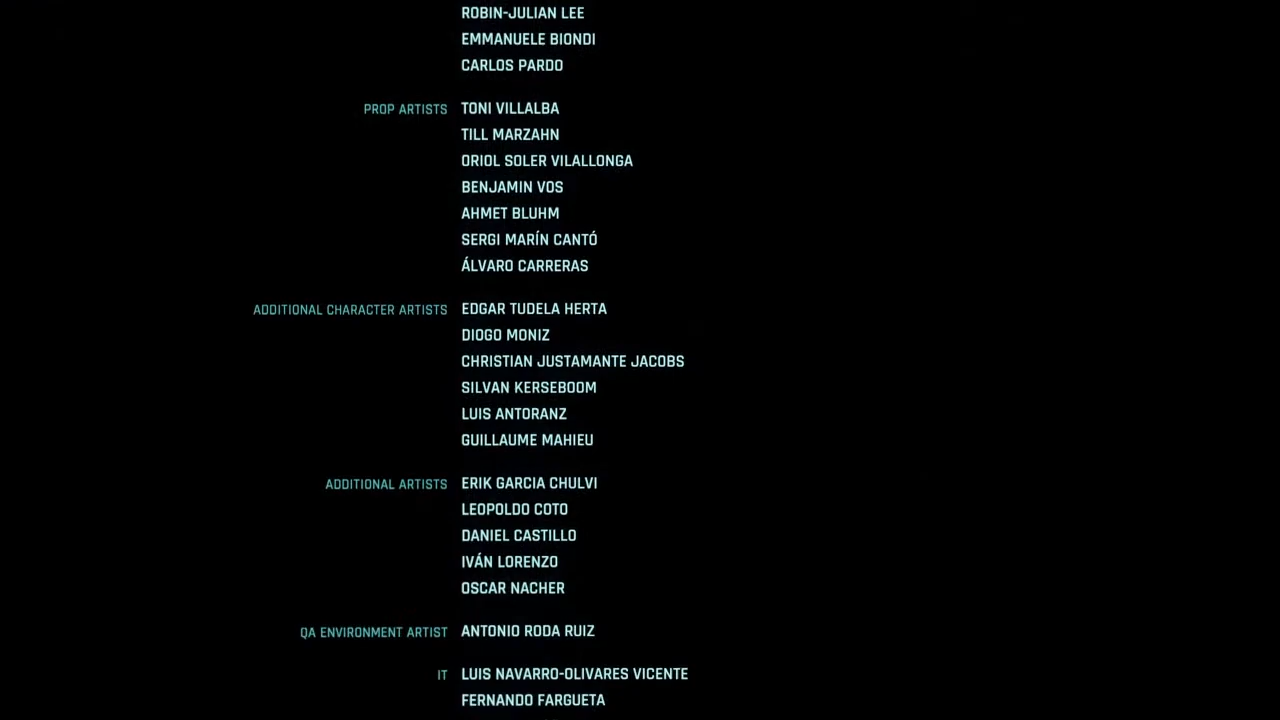 ROBIN-JULIAN LEE
EMMANUELE BIONDI
CARLOS PARDO
PROP ARTISTS TONI VILLALBA
TILL MARZAHN
ORIOL SOLER VILALLONGA
BENJAMIN VOS
AHMET BLUHM
SERGI MARÍN CANTÓ
ÁLVARO CARRERAS
ADDITIONAL CHARACTER ARTISTS EDGAR TUDELA HERTA
DIOGO MONIZ
CHRISTIAN JUSTAMANTE JACOBS
SILVAN KERSEBOOM
LUIS ANTORANZ
GUILLAUME MAHIEU
ADDITIONAL ARTISTS ERIK GARCIA CHULVI
LEOPOLDO COTO
DANIEL CASTILLO
IVÁN LORENZO
OSCAR NACHER
QA ENVIRONMENT ARTIST ANTONIO RODA RUIZ
IT LUIS NAVARRO-OLIVARES VICENTE
FERNANDO FARGUETA